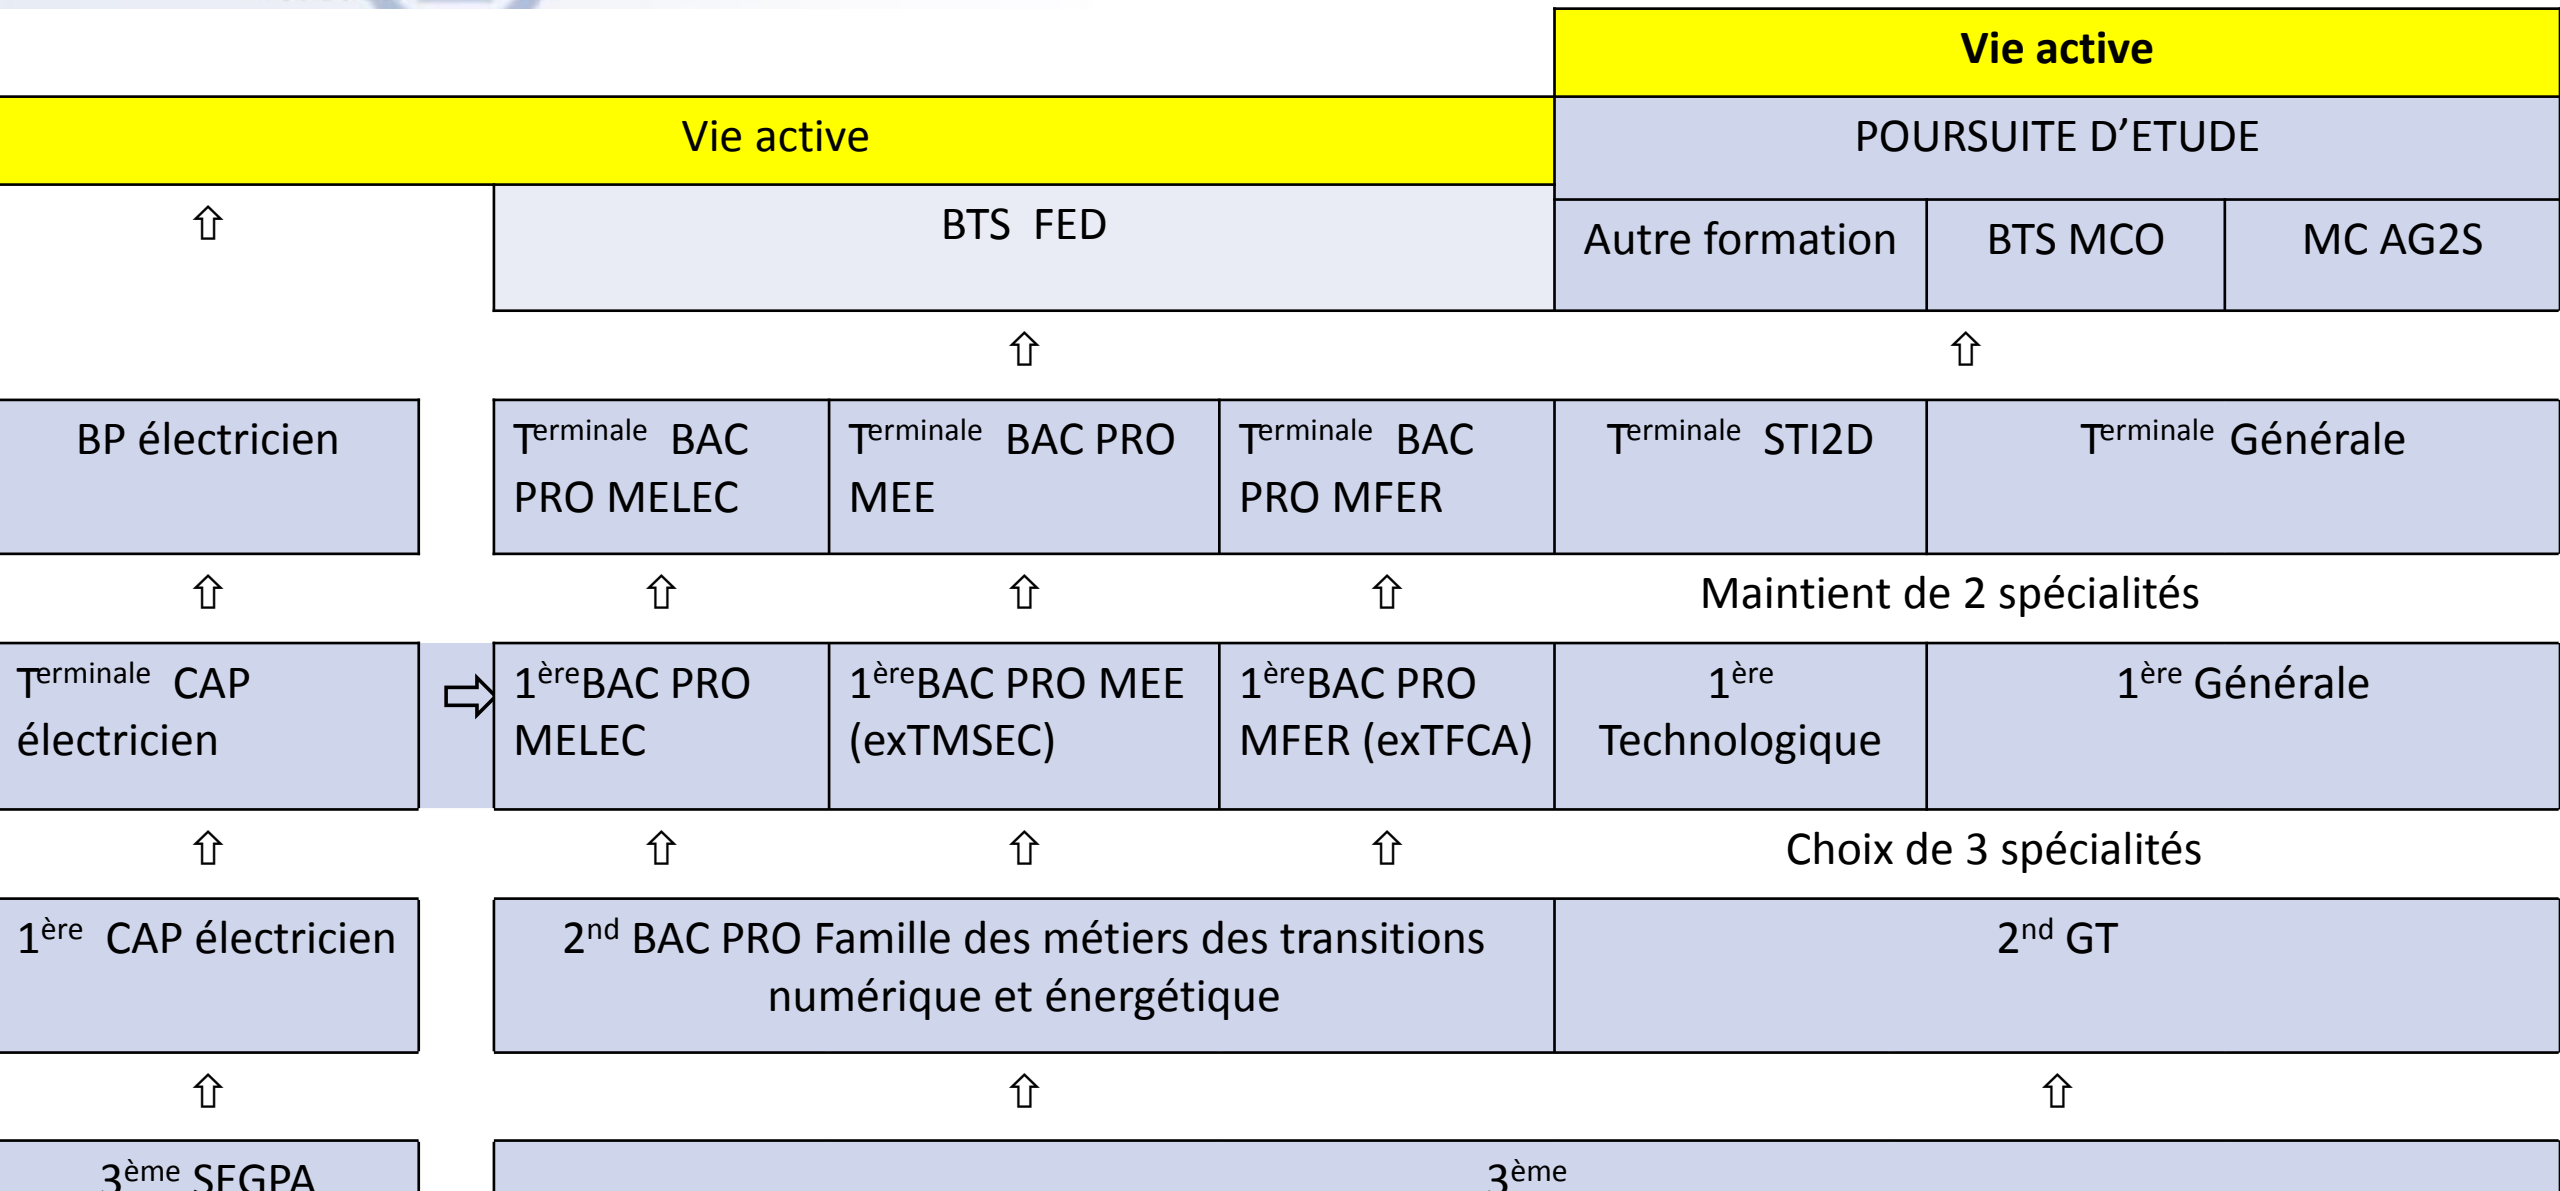 Vie active
Vie active
POURSUITE D’ETUDE
BTS FED
Autre formation
BTS MCO
MC AG2S
BP électricien
Terminale BAC
PRO MELEC
Terminale BAC PRO
MEE
Terminale BAC
PRO MFER
Terminale STI2D
Terminale Générale
Maintient de 2 spécialités
Terminale CAP
électricien
1èreBAC PRO
MELEC
1èreBAC PRO MEE
(exTMSEC)
1èreBAC PRO
MFER (exTFCA)
1ère
Technologique
1ère Générale
Choix de 3 spécialités
1ère CAP électricien
2nd BAC PRO Famille des métiers des transitions
numérique et énergétique
2nd GT
3ème SEGPA
3ème